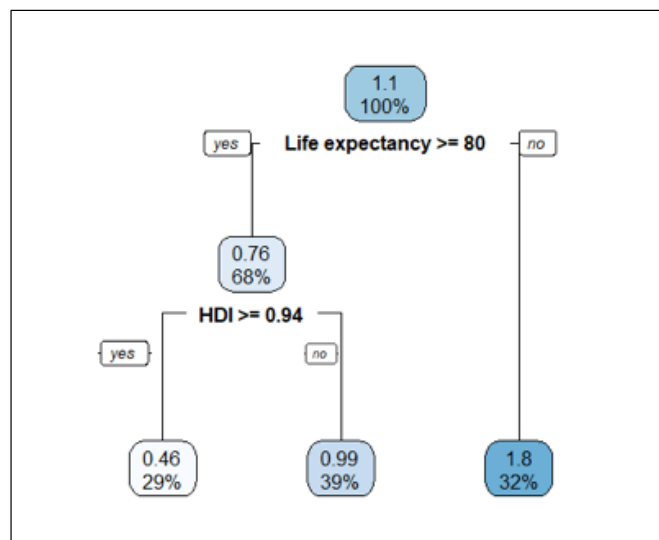 1.1
100%
yes
Life expectancy >= 80
no
0.76
68%
HDI >= 0.94
yes
no
0.46
29%
0.99
39%
1.8
32%